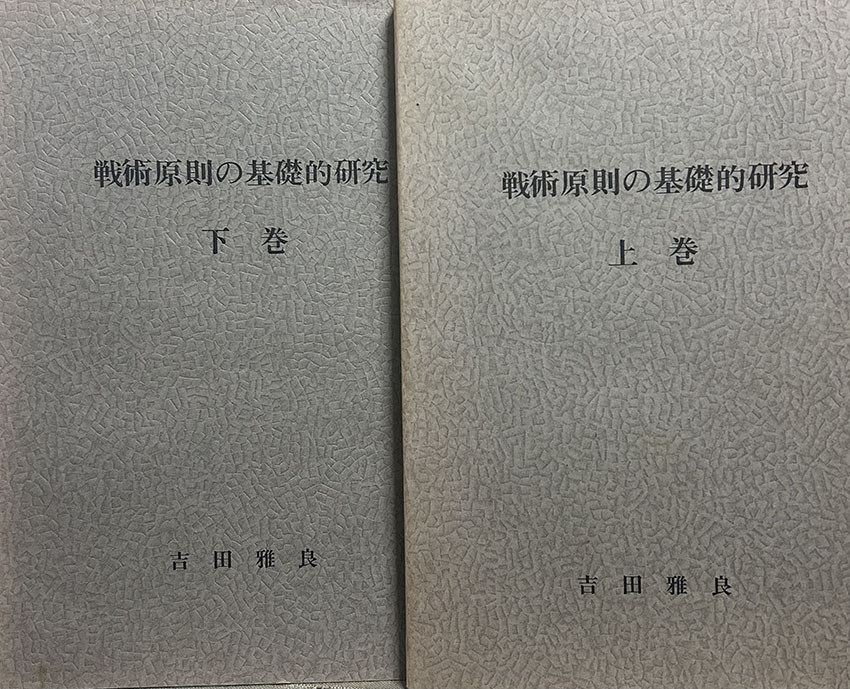 戦術原則の基礎的研究
下巻
吉田雅良
戦術原則の基礎的研究
上巻
吉田雅良